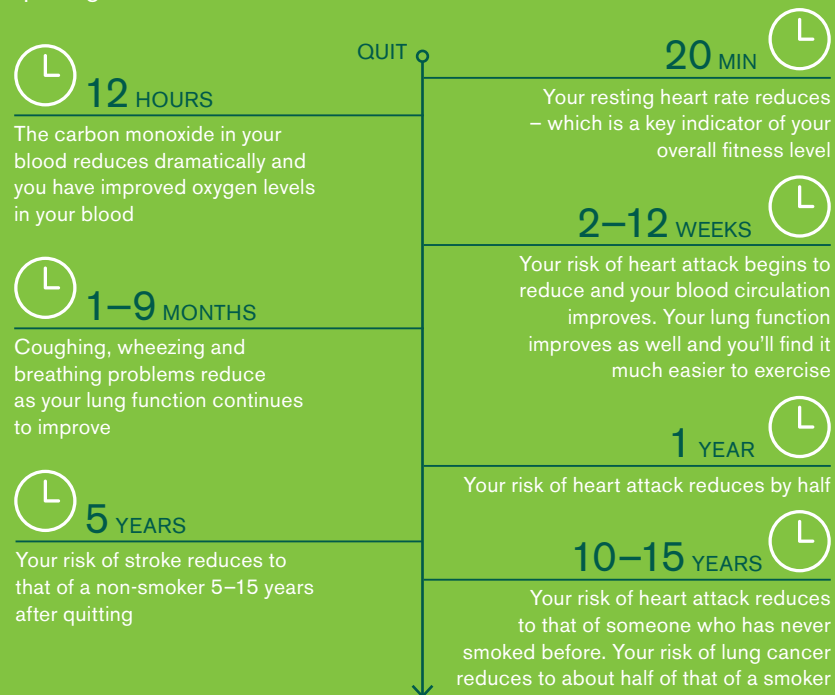 QUIT
20 MIN
Your resting heart rate reduces
– which is a key indicator of your
overall fitness level
12 HOURS
The carbon monoxide in your
blood reduces dramatically and
you have improved oxygen levels
in your blood
2–12 WEEKS
Your risk of heart attack begins to
reduce and your blood circulation
improves. Your lung function
improves as well and you’ll find it
much easier to exercise
1–9 MONTHS
Coughing, wheezing and
breathing problems reduce
as your lung function continues
to improve
1 YEAR
Your risk of heart attack reduces by half
5 YEARS
Your risk of stroke reduces to
that of a non-smoker 5–15 years
after quitting
10–15 YEARS
Your risk of heart attack reduces
to that of someone who has never
smoked before. Your risk of lung cancer
reduces to about half of that of a smoker